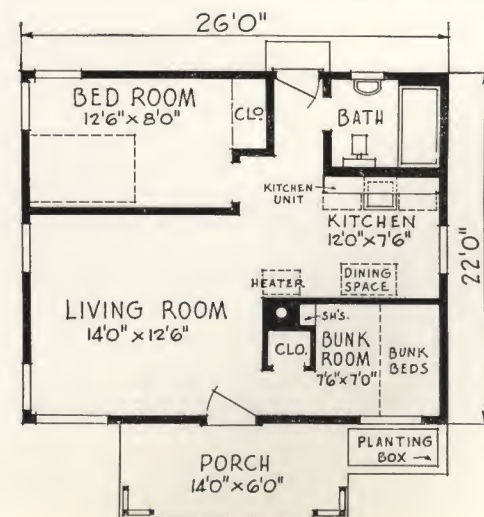 26'0"
BED ROOM
12'6" x 8'0"
CLO
BATH
KITCHEN
UNIT
KITCHEN
12'0" x 7'6"
22'0"
HEATER
DINING
SPACE
LIVING ROOM
14'0" x 12'6"
SH'S.
CLO.
BUNK
ROOM
7'6" x 7'0"
BUNK
BEDS
PLANTING
BOX
PORCH
14'0" x 6'0"